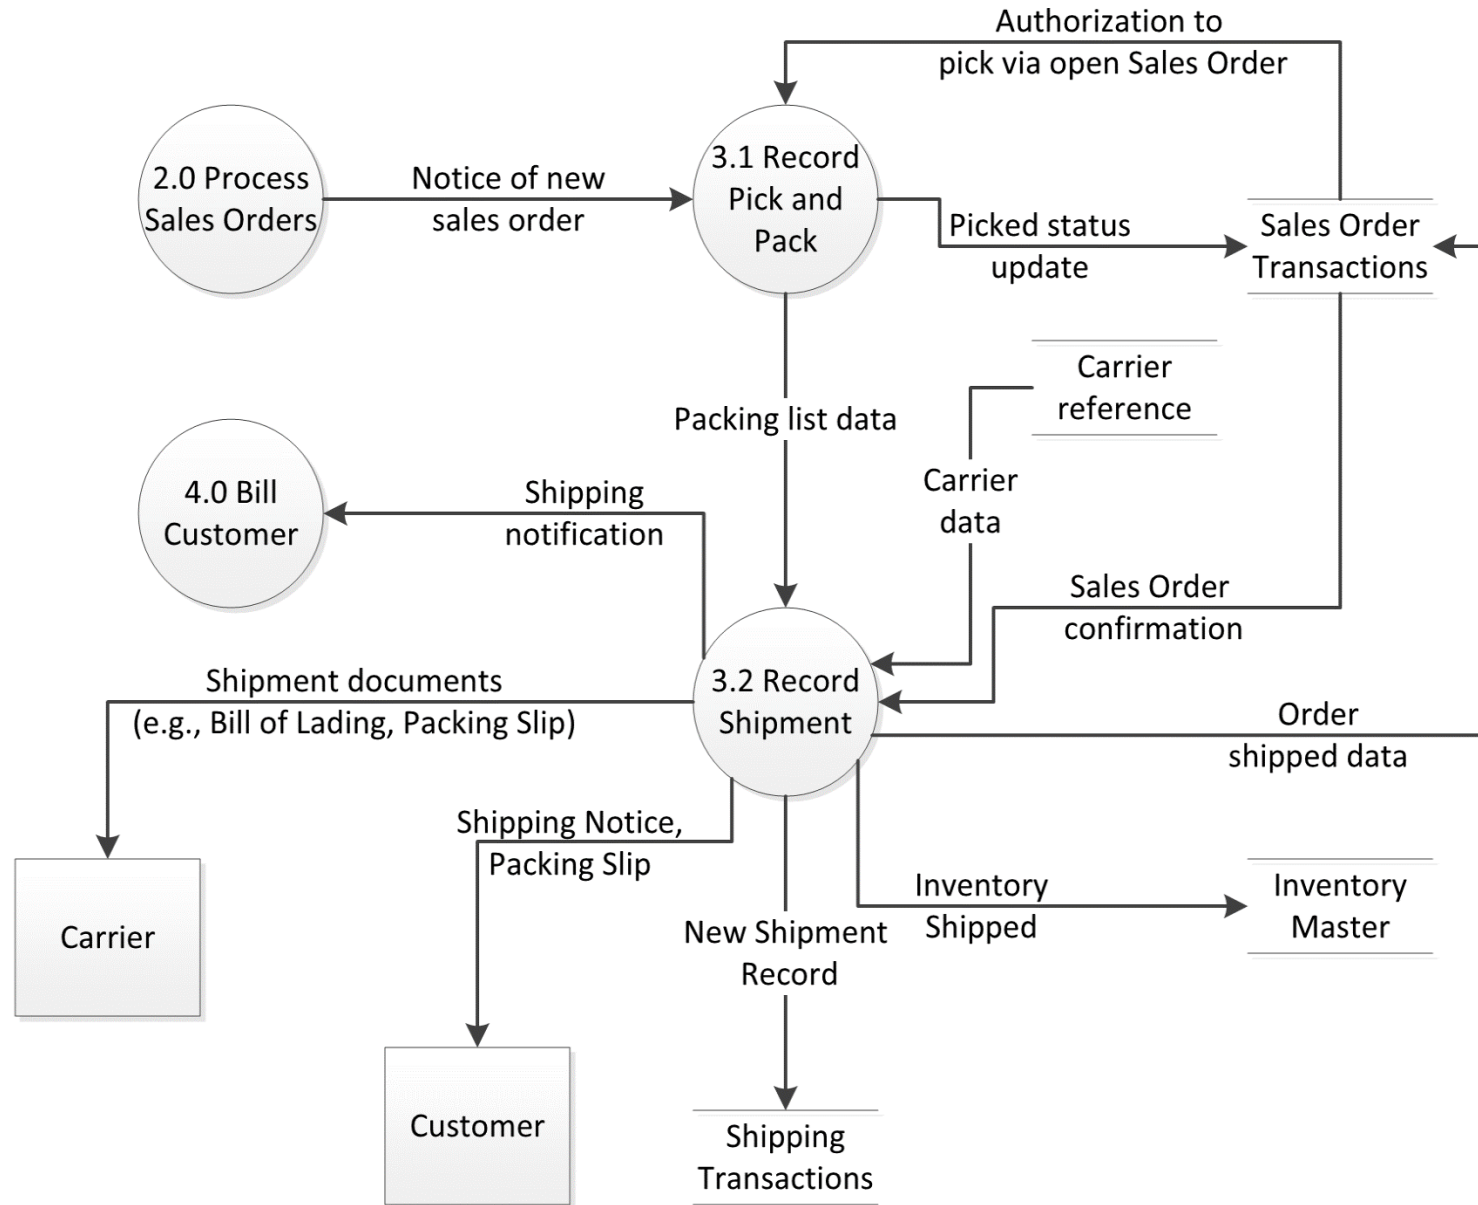 Authorization to
pick via open Sales Order
2.0 Process
Sales Orders
Notice of new
sales order
3.1 Record
Pick and
Pack
Picked status
update
Sales Order
Transactions
Carrier
reference
Packing list data
Carrier
data
4.0 Bill
Customer
Shipping
notification
Sales Order
confirmation
Shipment documents
(e.g., Bill of Lading, Packing Slip)
3.2 Record
Shipment
Order
shipped data
Shipping Notice,
Packing Slip
Inventory
Shipped
Inventory
Master
Carrier
New Shipment
Record
Customer
Shipping
Transactions